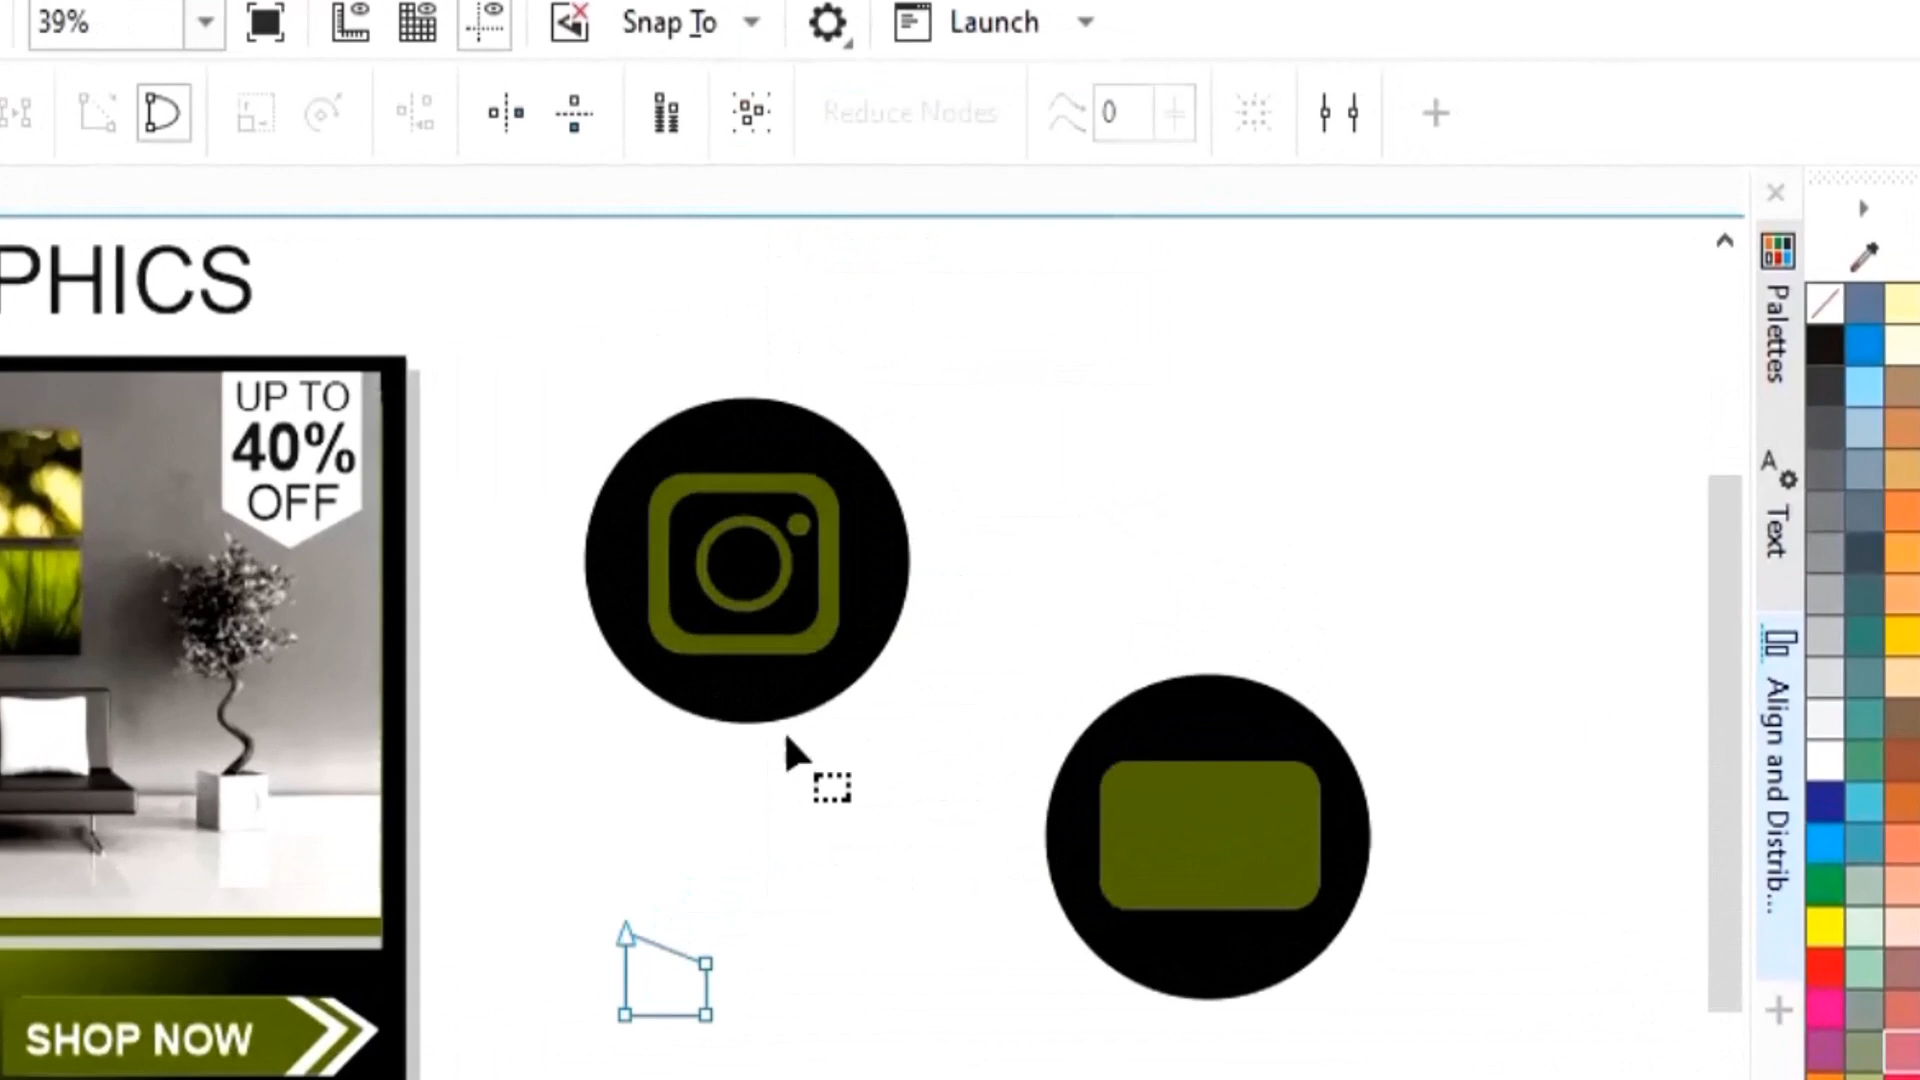 39%
Snap To
Launch
Reduce Nodes
0
PHICS
UP TO
40%
OFF
SHOP NOW
Palettes
Text
Align and Distrib...